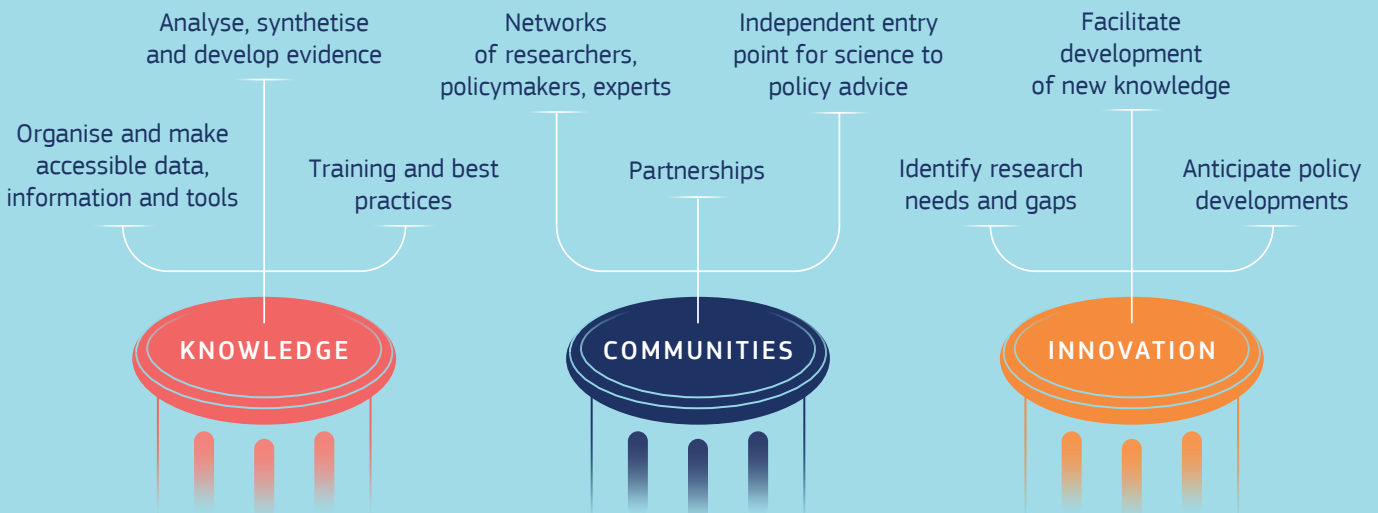 Analyse, synthetise
and develop evidence
Organise and make
accessible data,
information and tools
Training and best
practices
KNOWLEDGE
Networks
of researchers,
policymakers, experts
Partnerships
Independent entry
point for science to
policy advice
COMMUNITIES
Facilitate
development
of new knowledge
Identify research
needs and gaps
Anticipate policy
developments
INNOVATION